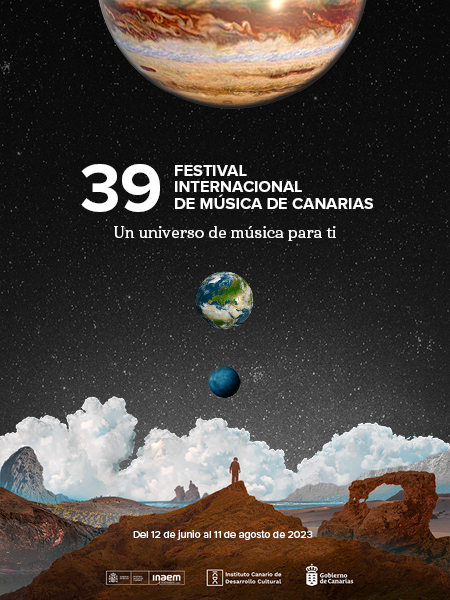 39
FESTIVAL
INTERNACIONAL
DE MÚSICA DE CANARIAS
Un universo de música para ti
Del 12 de junio al 11 de agosto de 2023
inaem
Instituto Canario de
Desarrollo Cultural
Gobierno
de Canarias